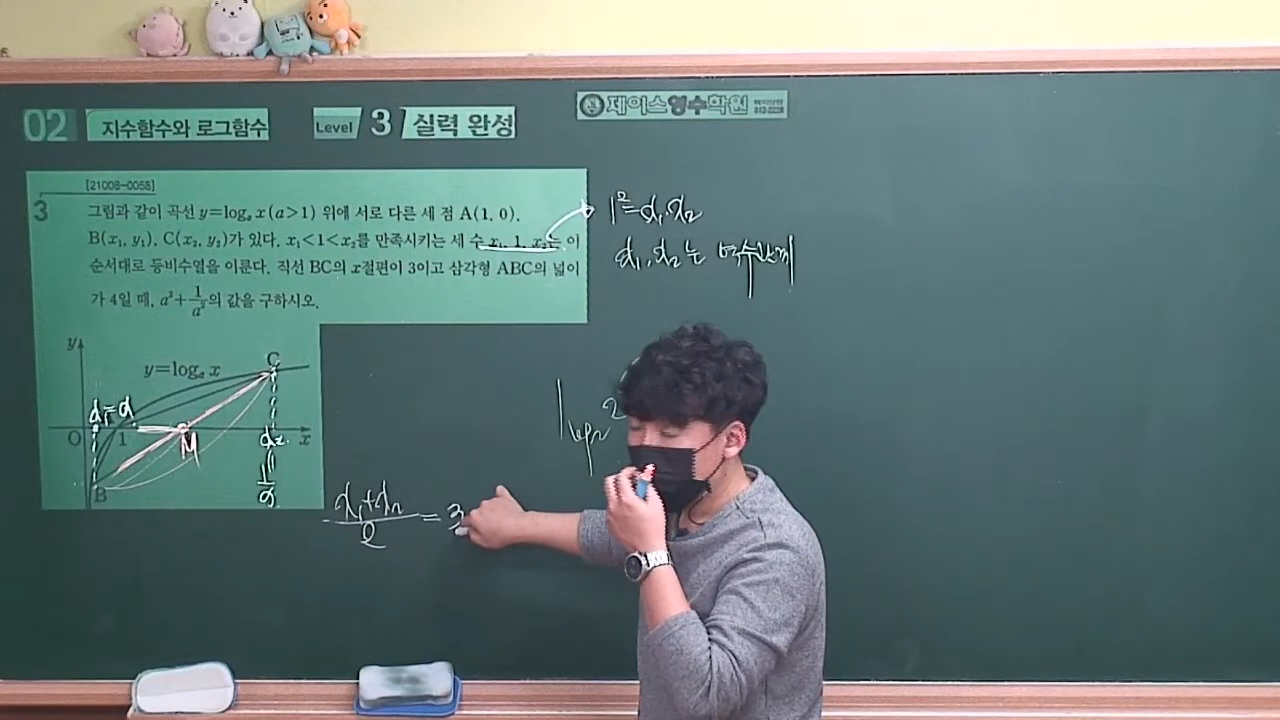 02 지수함수와 로그함수 Level 3 실력 완성
제이스영수학원
[21008-0058]
3 그림과 같이 곡선 y=logₐ x(a>1) 위에 서로 다른 세 점 A(1, 0),
B(x₁, y₁), C(x₂, y₂)가 있다. x₁<1<x₂를 만족시키는 세 수 x₁, 1, x₂는 이
순서대로 등비수열을 이룬다. 직선 BC의 x절편이 3이고 삼각형 ABC의 넓이
가 4일 때, a²+1/a²의 값을 구하시오.
1²=x₁·x₂
x₁, x₂는 역수관계
y
y=logₐ x
C
x₁=α
O 1 M x₂ x
1/α
B
(x₁+x₂)/2 = 3